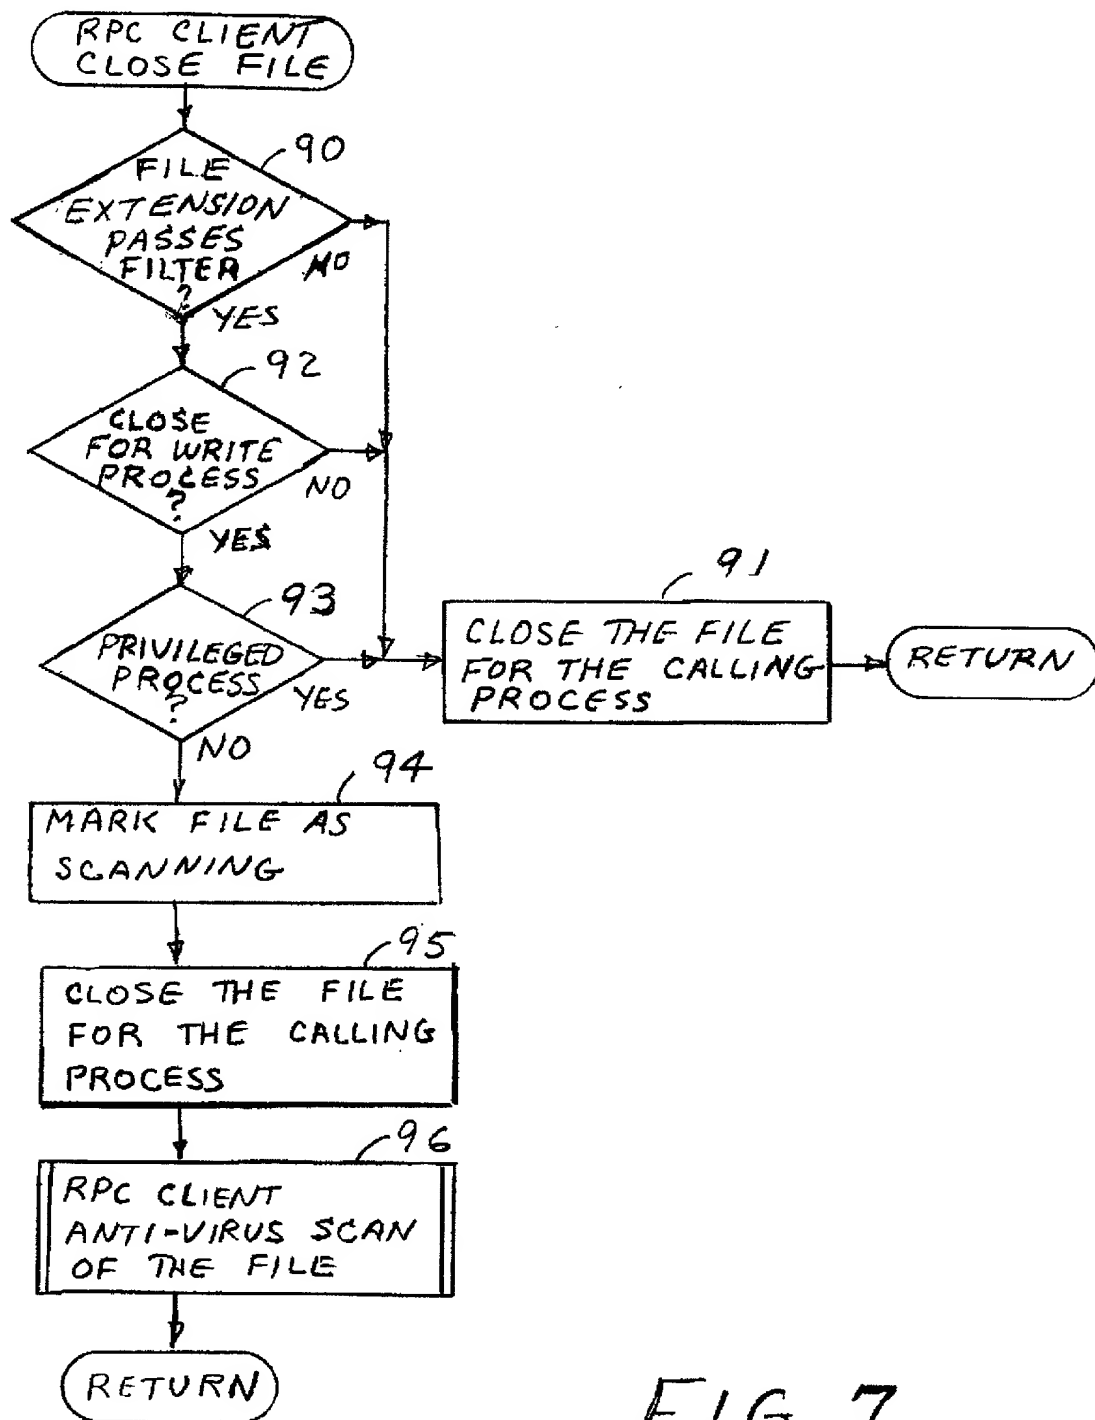 RPC CLIENT
CLOSE FILE
90
FILE
EXTENSION
PASSES
FILTER
?
NO
YES
92
CLOSE
FOR WRITE
PROCESS
?
NO
YES
93
PRIVILEGED
PROCESS
?
YES
NO
91
CLOSE THE FILE
FOR THE CALLING
PROCESS
RETURN
94
MARK FILE AS
SCANNING
95
CLOSE THE FILE
FOR THE CALLING
PROCESS
96
RPC CLIENT
ANTI-VIRUS SCAN
OF THE FILE
RETURN
FIG. 7